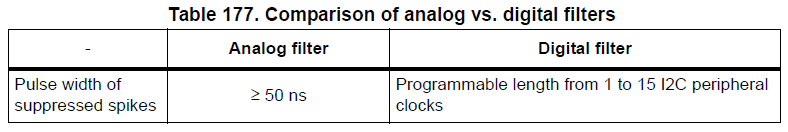 Table 177. Comparison of analog vs. digital filters
- Analog filter Digital filter
Pulse width of
suppressed spikes
≥ 50 ns
Programmable length from 1 to 15 I2C peripheral
clocks